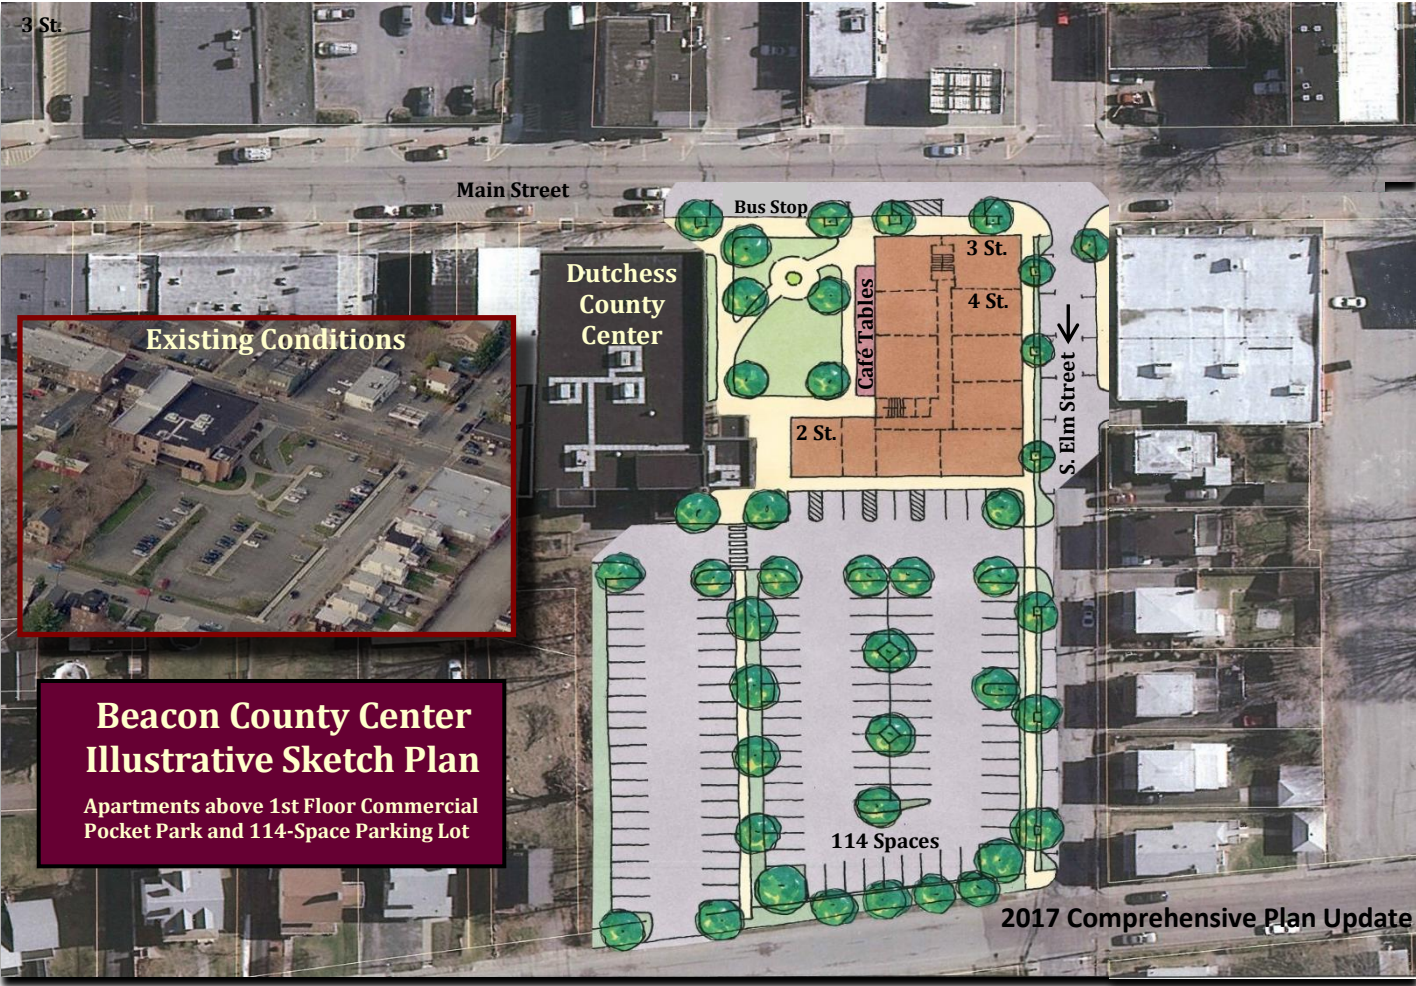 3 St.
Main Street
Bus Stop
3 St.
Dutchess
County
Center
4 St.
Café Tables
S. Elm Street
Existing Conditions
2 St.
Beacon County Center
Illustrative Sketch Plan
Apartments above 1st Floor Commercial
Pocket Park and 114-Space Parking Lot
114 Spaces
2017 Comprehensive Plan Update